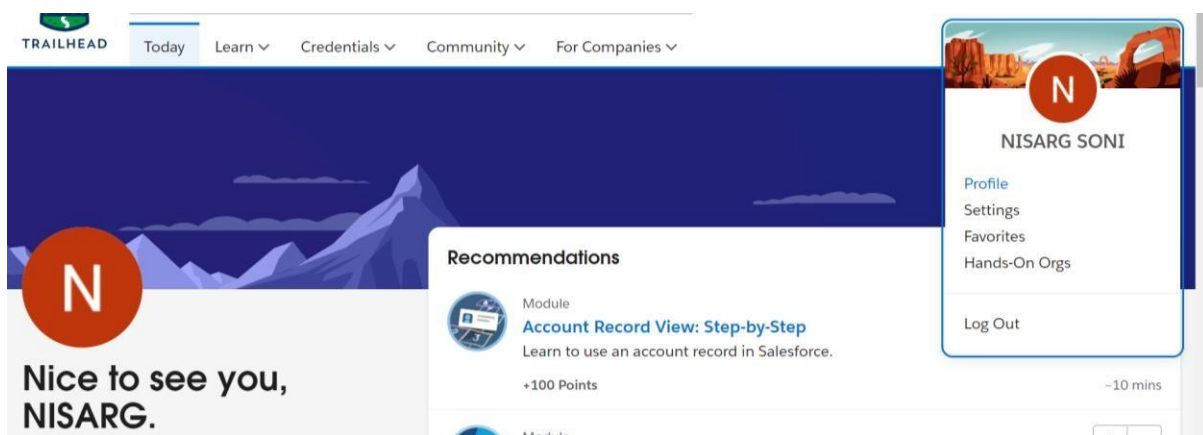 TRAILHEAD
Today Learn Credentials Community For Companies
N
NISARG SONI
Profile
Settings
Favorites
Hands-On Orgs
Log Out
N
Nice to see you,
NISARG.
Recommendations
Module
Account Record View: Step-by-Step
Learn to use an account record in Salesforce.
+100 Points ~10 mins